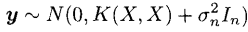 y ∼ N(0, K(X, X) + σ_n^2 I_n)